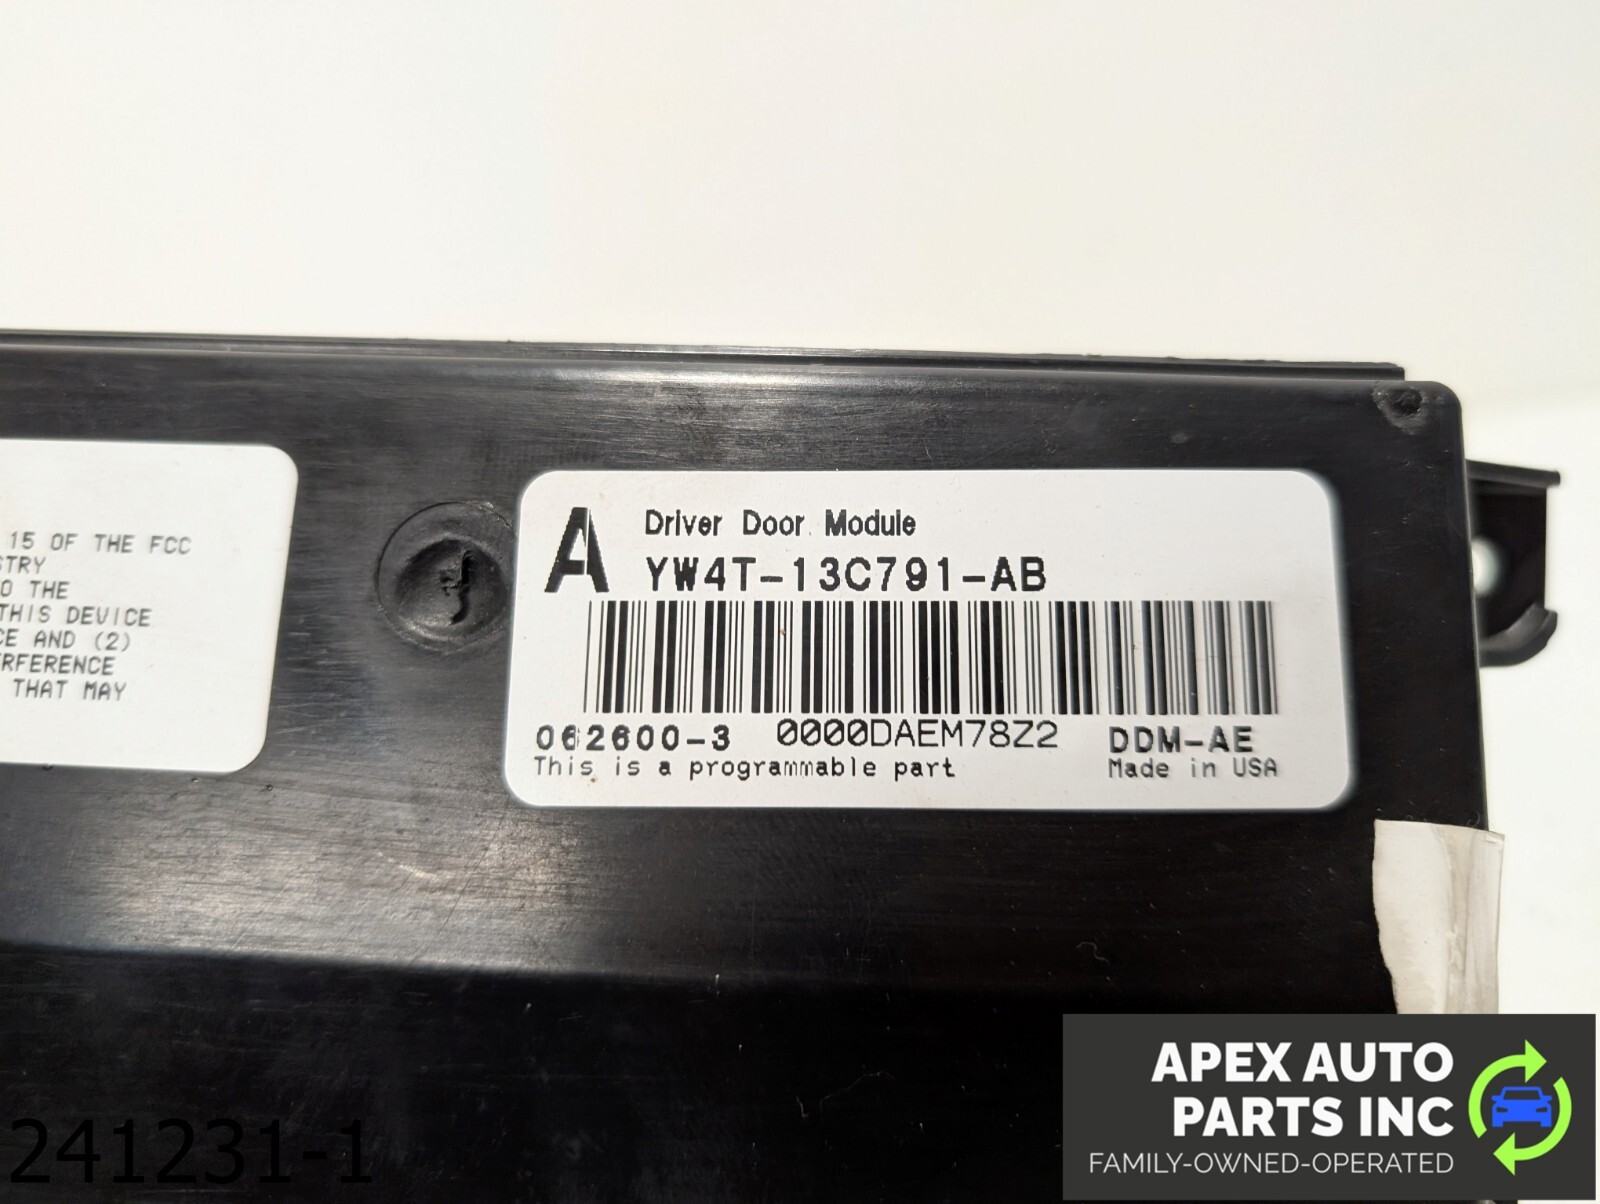 15 OF THE FCC
STRY
O THE
THIS DEVICE
CE AND (2)
RFERENCE
THAT MAY
A
Driver Door Module
YW4T-13C791-AB
062600-3 0000DAEM78Z2 DDM-AE
This is a programmable part Made in USA
241231-1
APEX AUTO
PARTS INC
FAMILY-OWNED-OPERATED